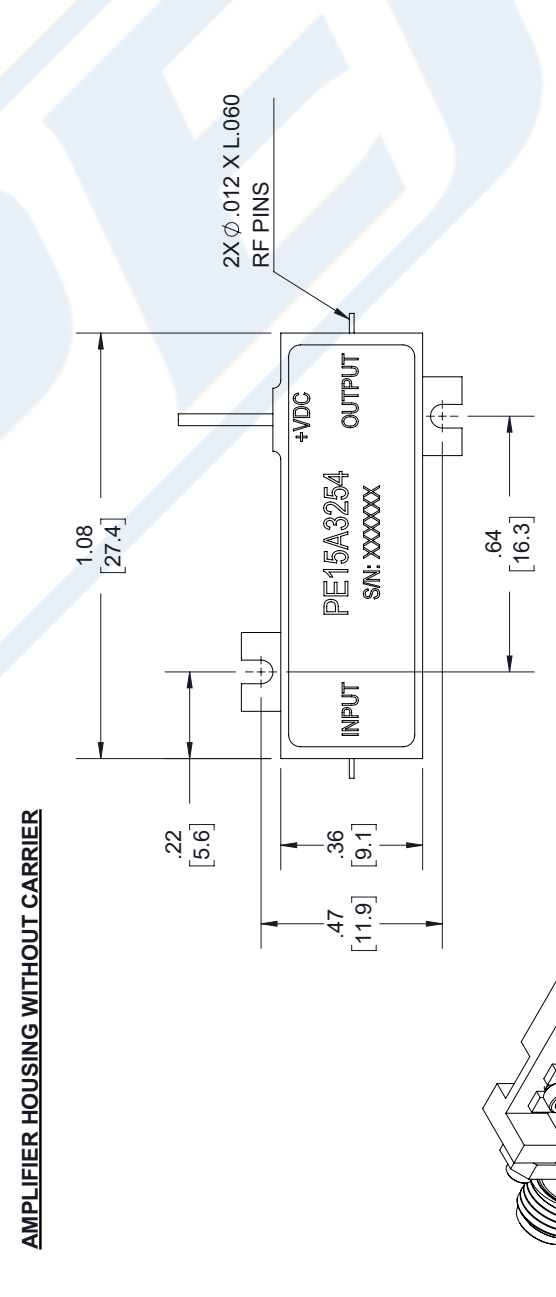 AMPLIFIER HOUSING WITHOUT CARRIER
1.08
[27.4]
.22
[5.6]
2X ⌀.012 X L.060
RF PINS
+VDC
INPUT
PE15A3254
OUTPUT
S/N: XXXXXX
.36
[9.1]
.47
[11.9]
.64
[16.3]